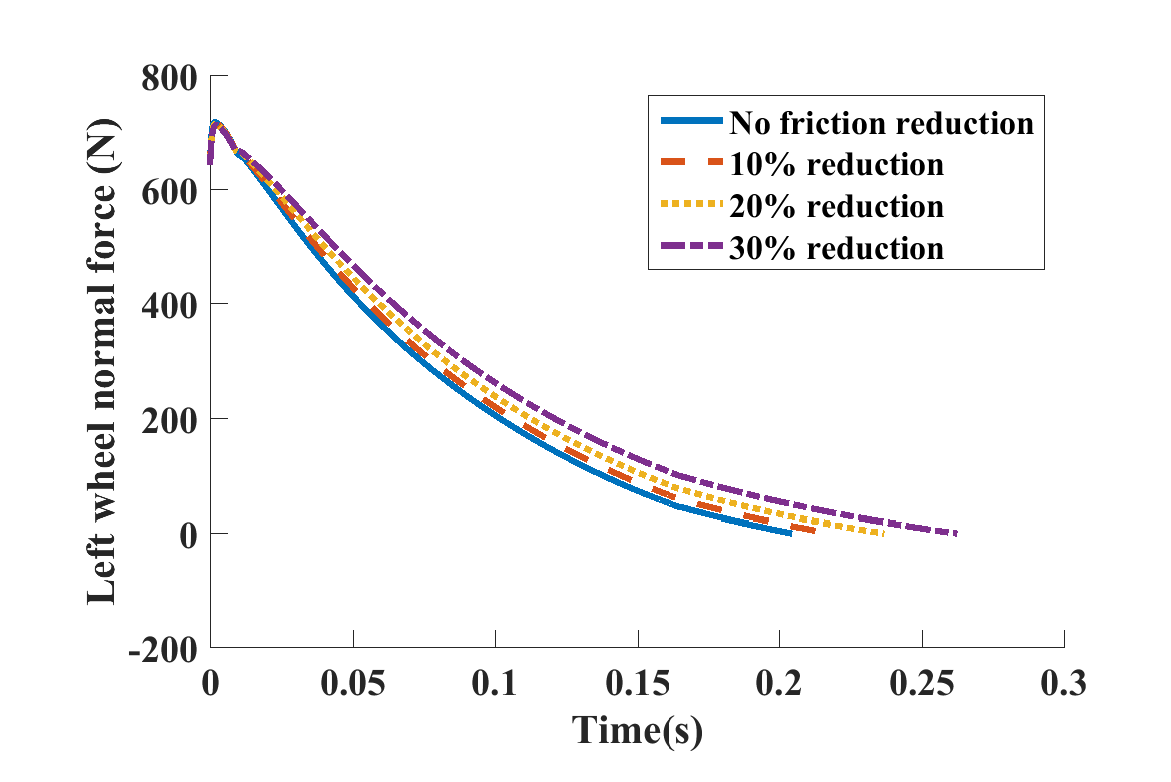 800
600
400
200
0
-200
Left wheel normal force (N)
No friction reduction
10% reduction
20% reduction
30% reduction
0
0.05
0.1
0.15
0.2
0.25
0.3
Time(s)